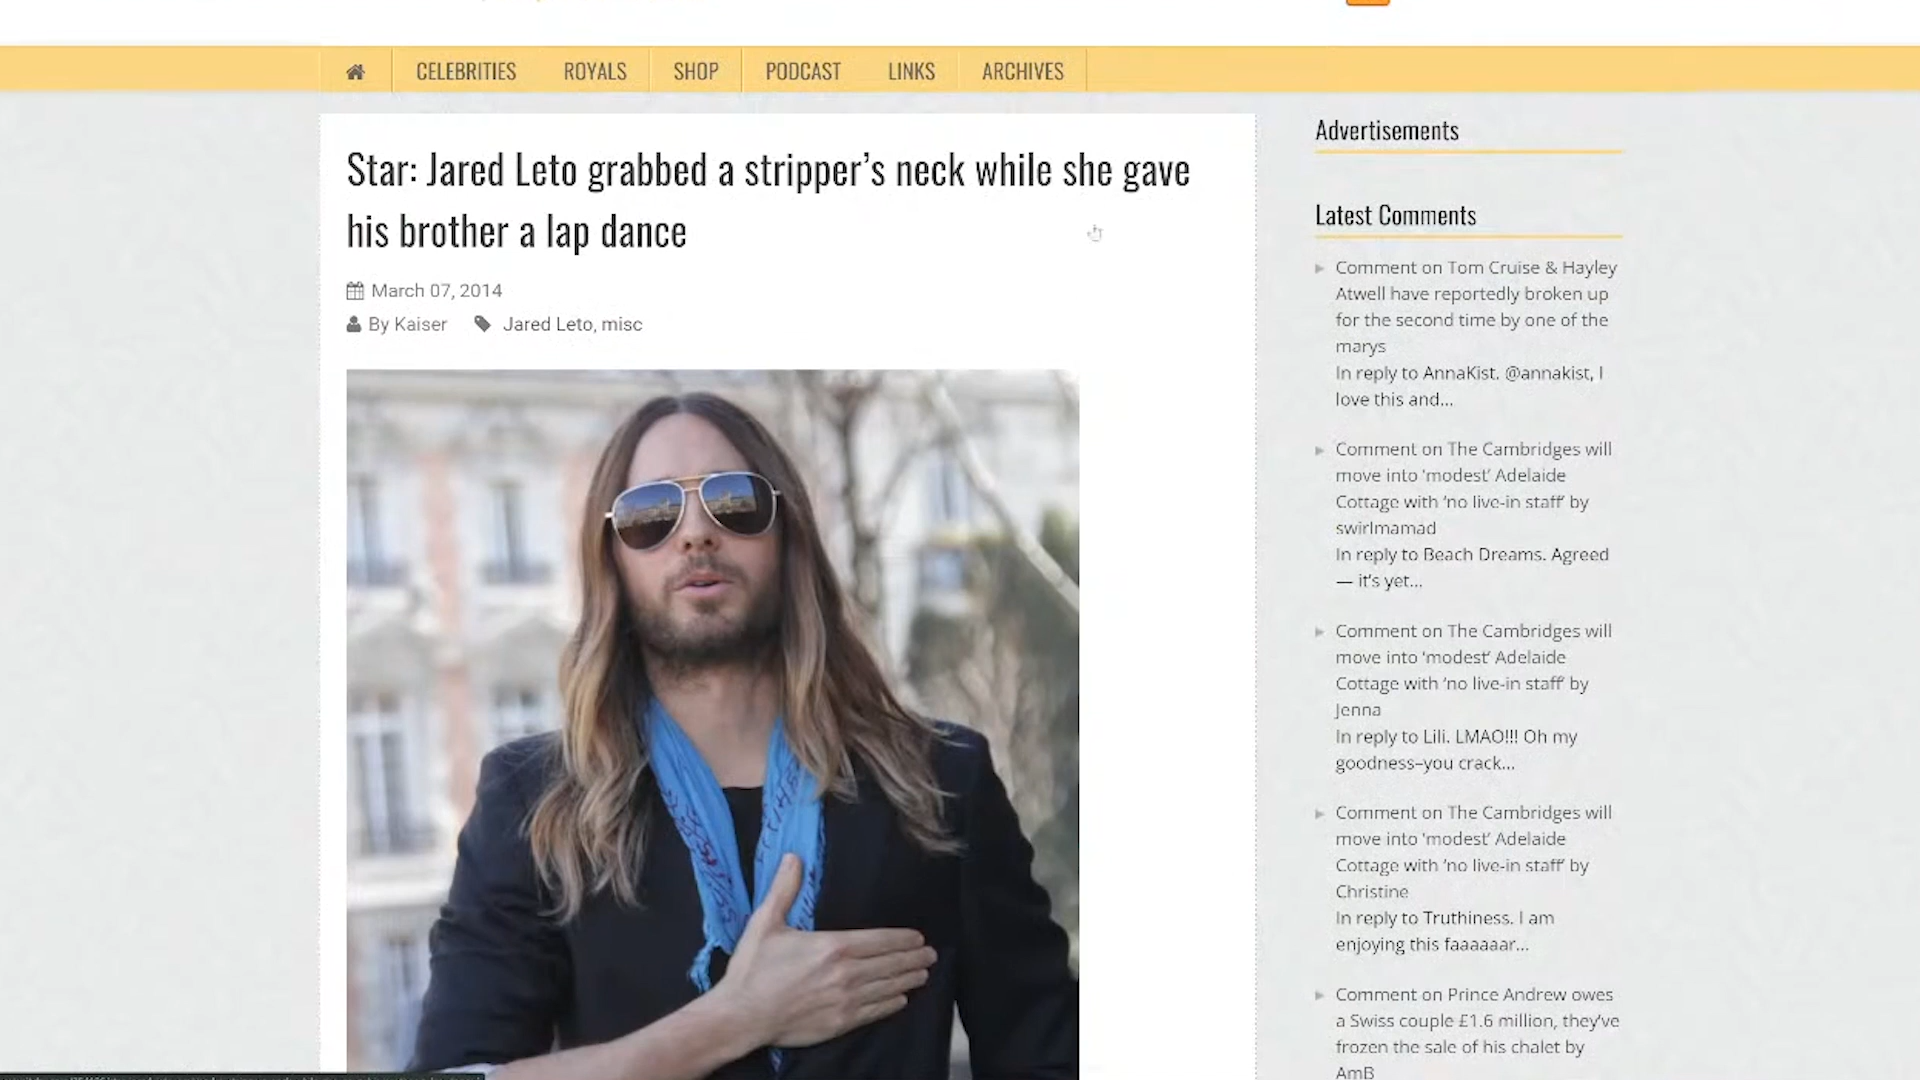 CELEBRITIES ROYALS SHOP PODCAST LINKS ARCHIVES
Star: Jared Leto grabbed a stripper’s neck while she gave
his brother a lap dance
March 07, 2014
By Kaiser Jared Leto, misc
Advertisements
Latest Comments
Comment on Tom Cruise & Hayley
Atwell have reportedly broken up
for the second time by one of the
marys
In reply to AnnaKist. @annakist, I
love this and...
Comment on The Cambridges will
move into ‘modest’ Adelaide
Cottage with ‘no live-in staff’ by
swirlmamad
In reply to Beach Dreams. Agreed
— it’s yet...
Comment on The Cambridges will
move into ‘modest’ Adelaide
Cottage with ‘no live-in staff’ by
Jenna
In reply to Lili. LMAO!!! Oh my
goodness–you crack...
Comment on The Cambridges will
move into ‘modest’ Adelaide
Cottage with ‘no live-in staff’ by
Christine
In reply to Truthiness. I am
enjoying this faaaaaar...
Comment on Prince Andrew owes
a Swiss couple £1.6 million, they’ve
frozen the sale of his chalet by
AmB